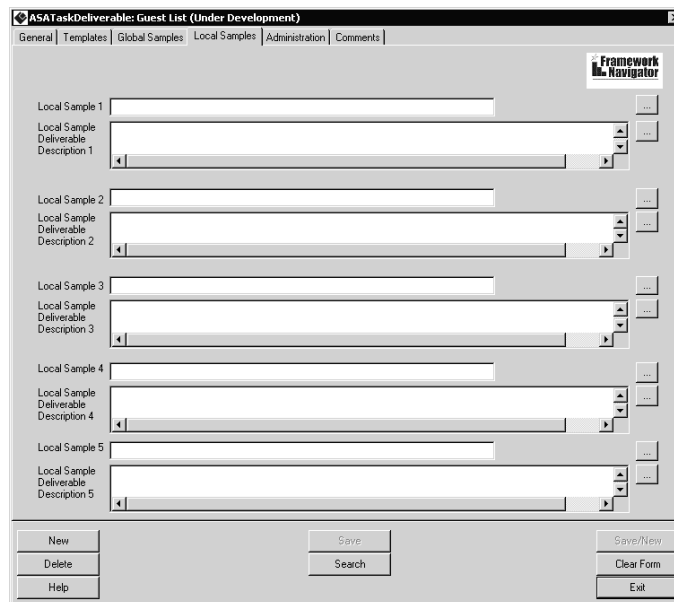 ASATaskDeliverable: Guest List (Under Development)
General Templates Global Samples Local Samples Administration Comments
Framework
Navigator
Local Sample 1
...
Local Sample
Deliverable
Description 1
...
Local Sample 2
...
Local Sample
Deliverable
Description 2
...
Local Sample 3
...
Local Sample
Deliverable
Description 3
...
Local Sample 4
...
Local Sample
Deliverable
Description 4
...
Local Sample 5
...
Local Sample
Deliverable
Description 5
...
New Save Save/New
Delete Search Clear Form
Help Exit